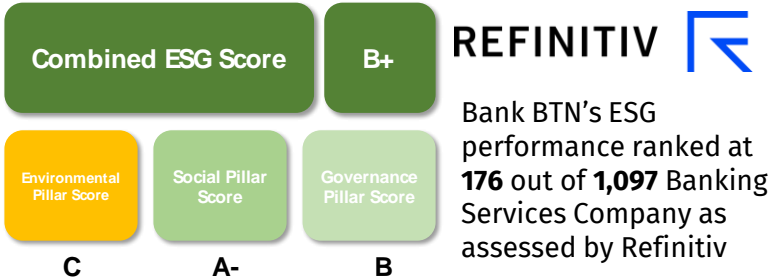 Combined ESG Score
B+
REFINITIV
Environmental
Pillar Score
Social Pillar
Score
Governance
Pillar Score
C
A-
B
Bank BTN’s ESG
performance ranked at
176 out of 1,097 Banking
Services Company as
assessed by Refinitiv